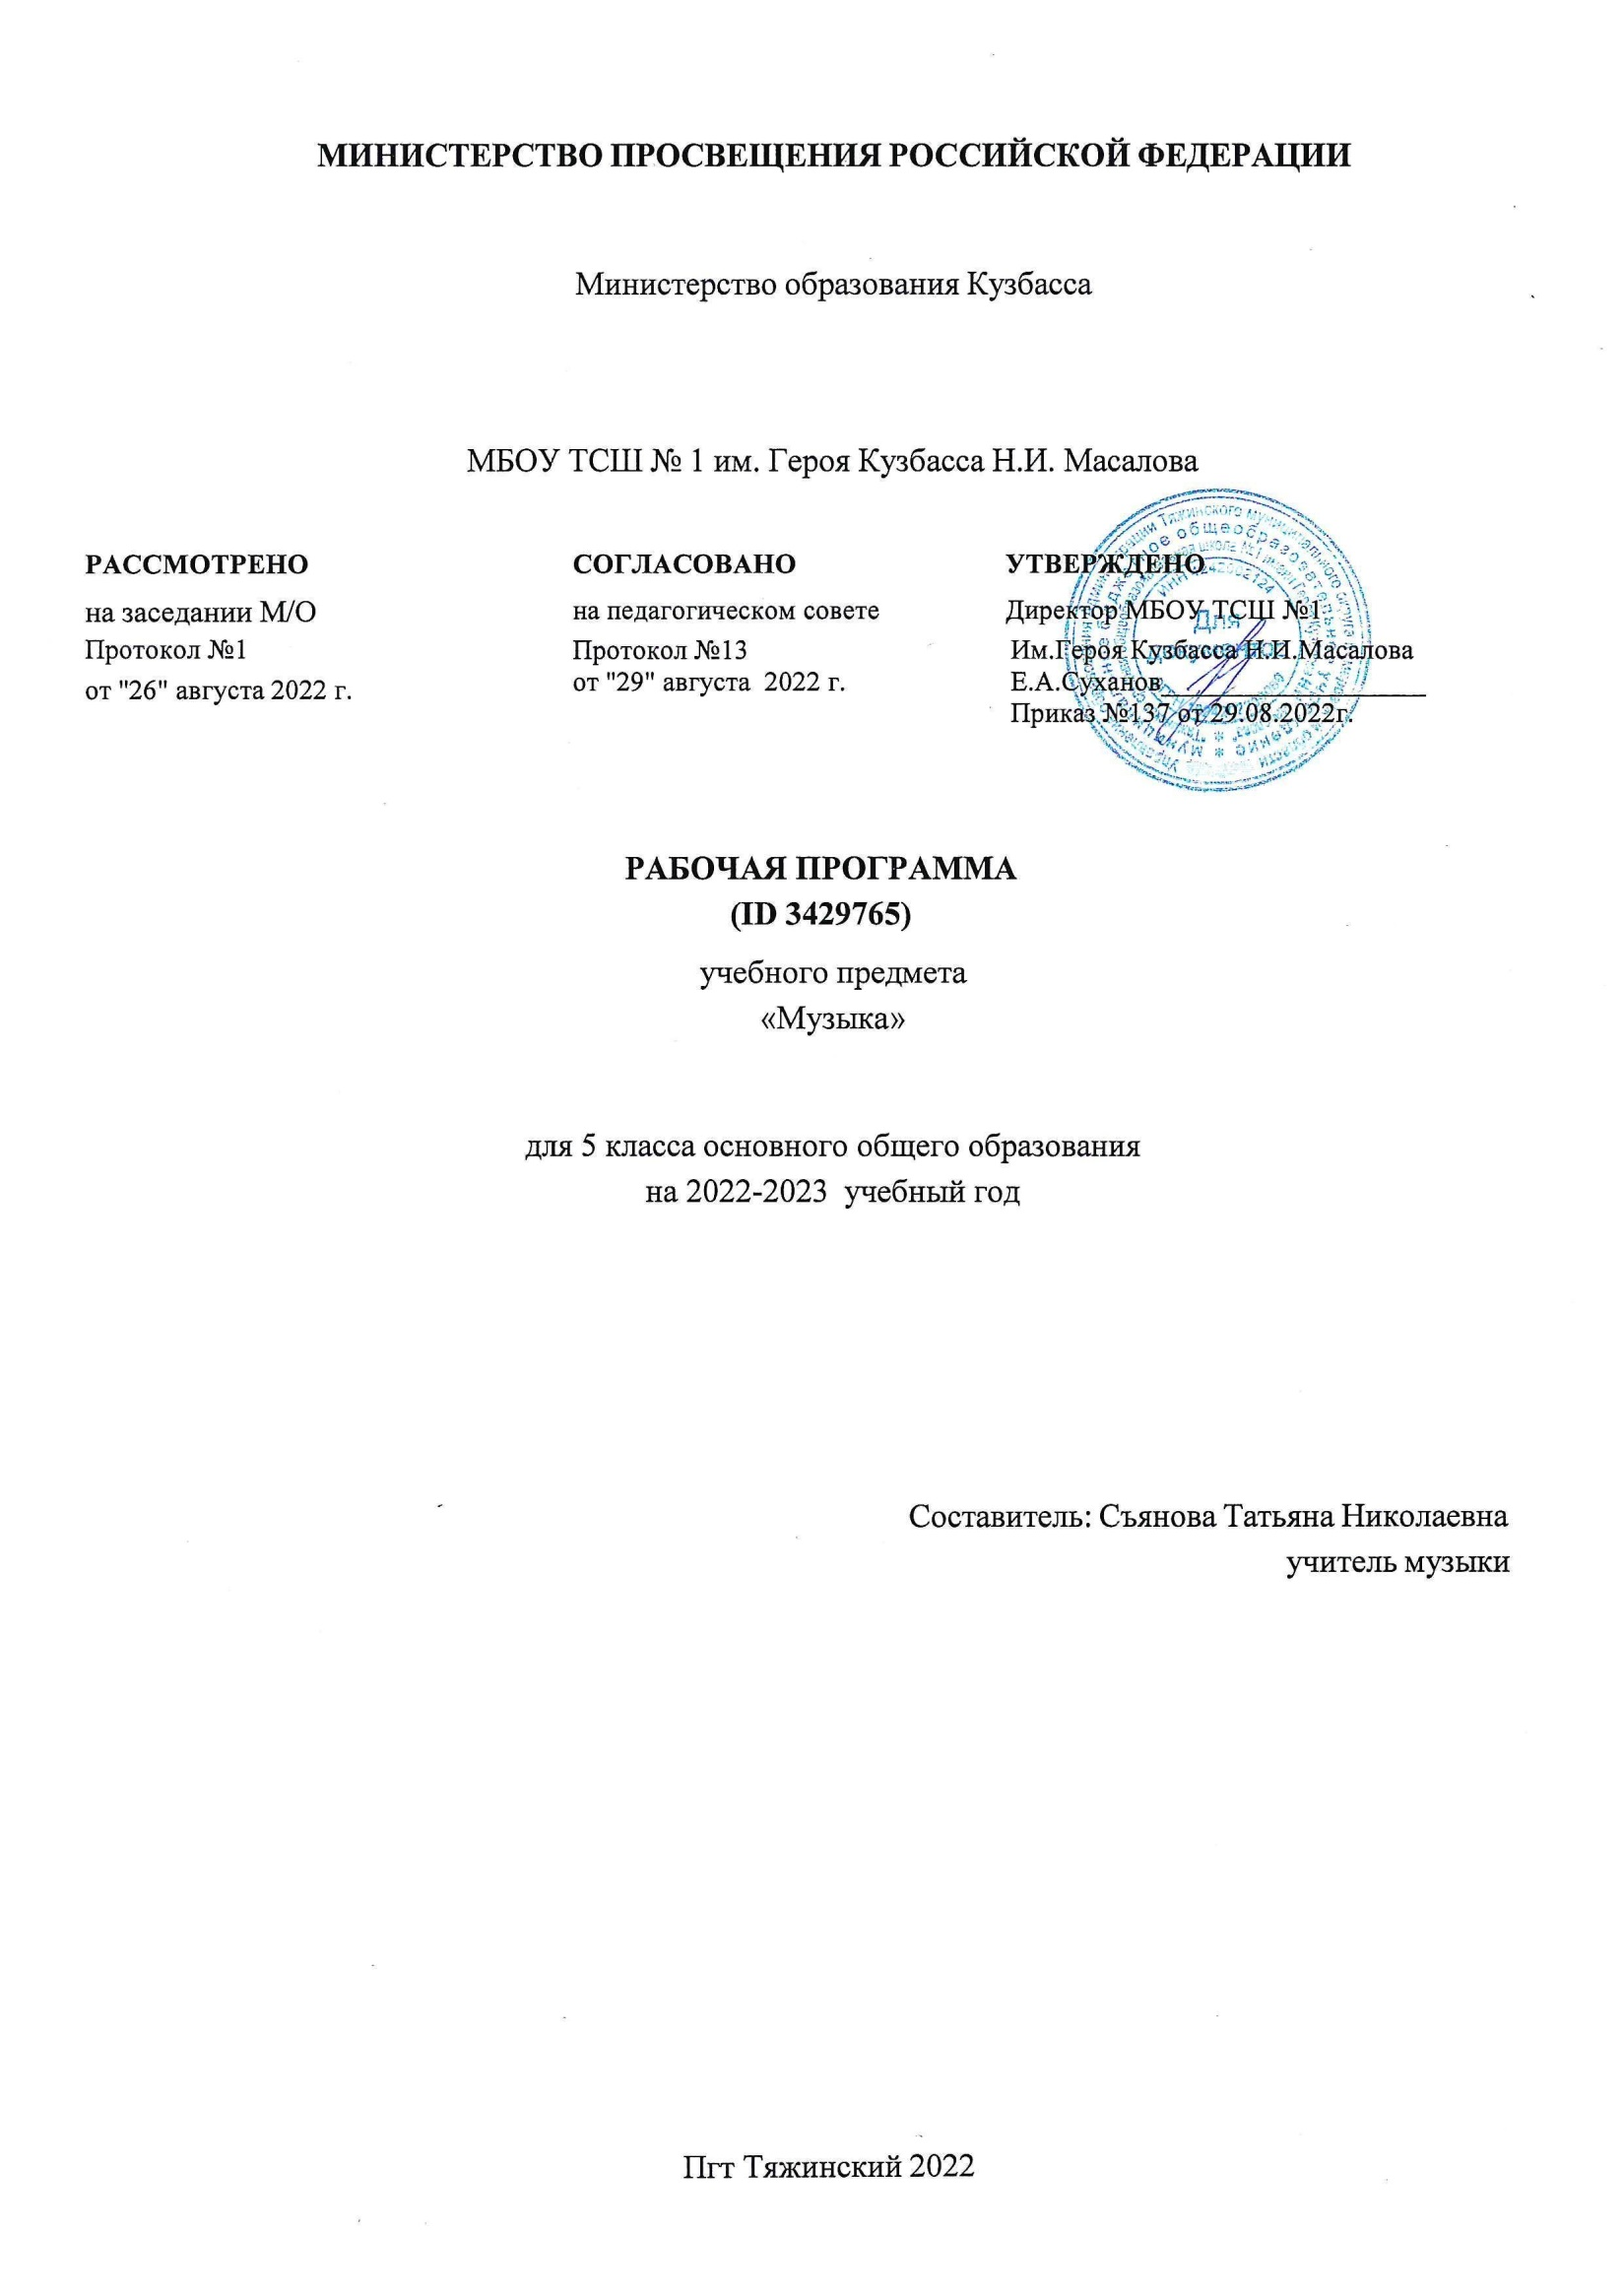 МИНИСТЕРСТВО ПРОСВЕЩЕНИЯ РОССИЙСКОЙ ФЕДЕРАЦИИ
Министерство образования Кузбасса
МБОУ ТСШ № 1 им. Героя Кузбасса Н.И. Масалова
РАССМОТРЕНО
на заседании М/О
Протокол №1
от "26" августа 2022 г.
СОГЛАСОВАНО
на педагогическом совете
Протокол №13
от "29" августа 2022 г.
УТВЕРЖДЕНО
Директор МБОУ ТСШ №1
Им.Героя Кузбасса Н.И.Масалова
Е.А.Суханов
Приказ №137 от 29.08.2022г.
Для
РАБОЧАЯ ПРОГРАММА
(ID 3429765)
учебного предмета
«Музыка»
для 5 класса основного общего образования
на 2022-2023 учебный год
Составитель: Съянова Татьяна Николаевна
учитель музыки
Пгт Тяжинский 2022